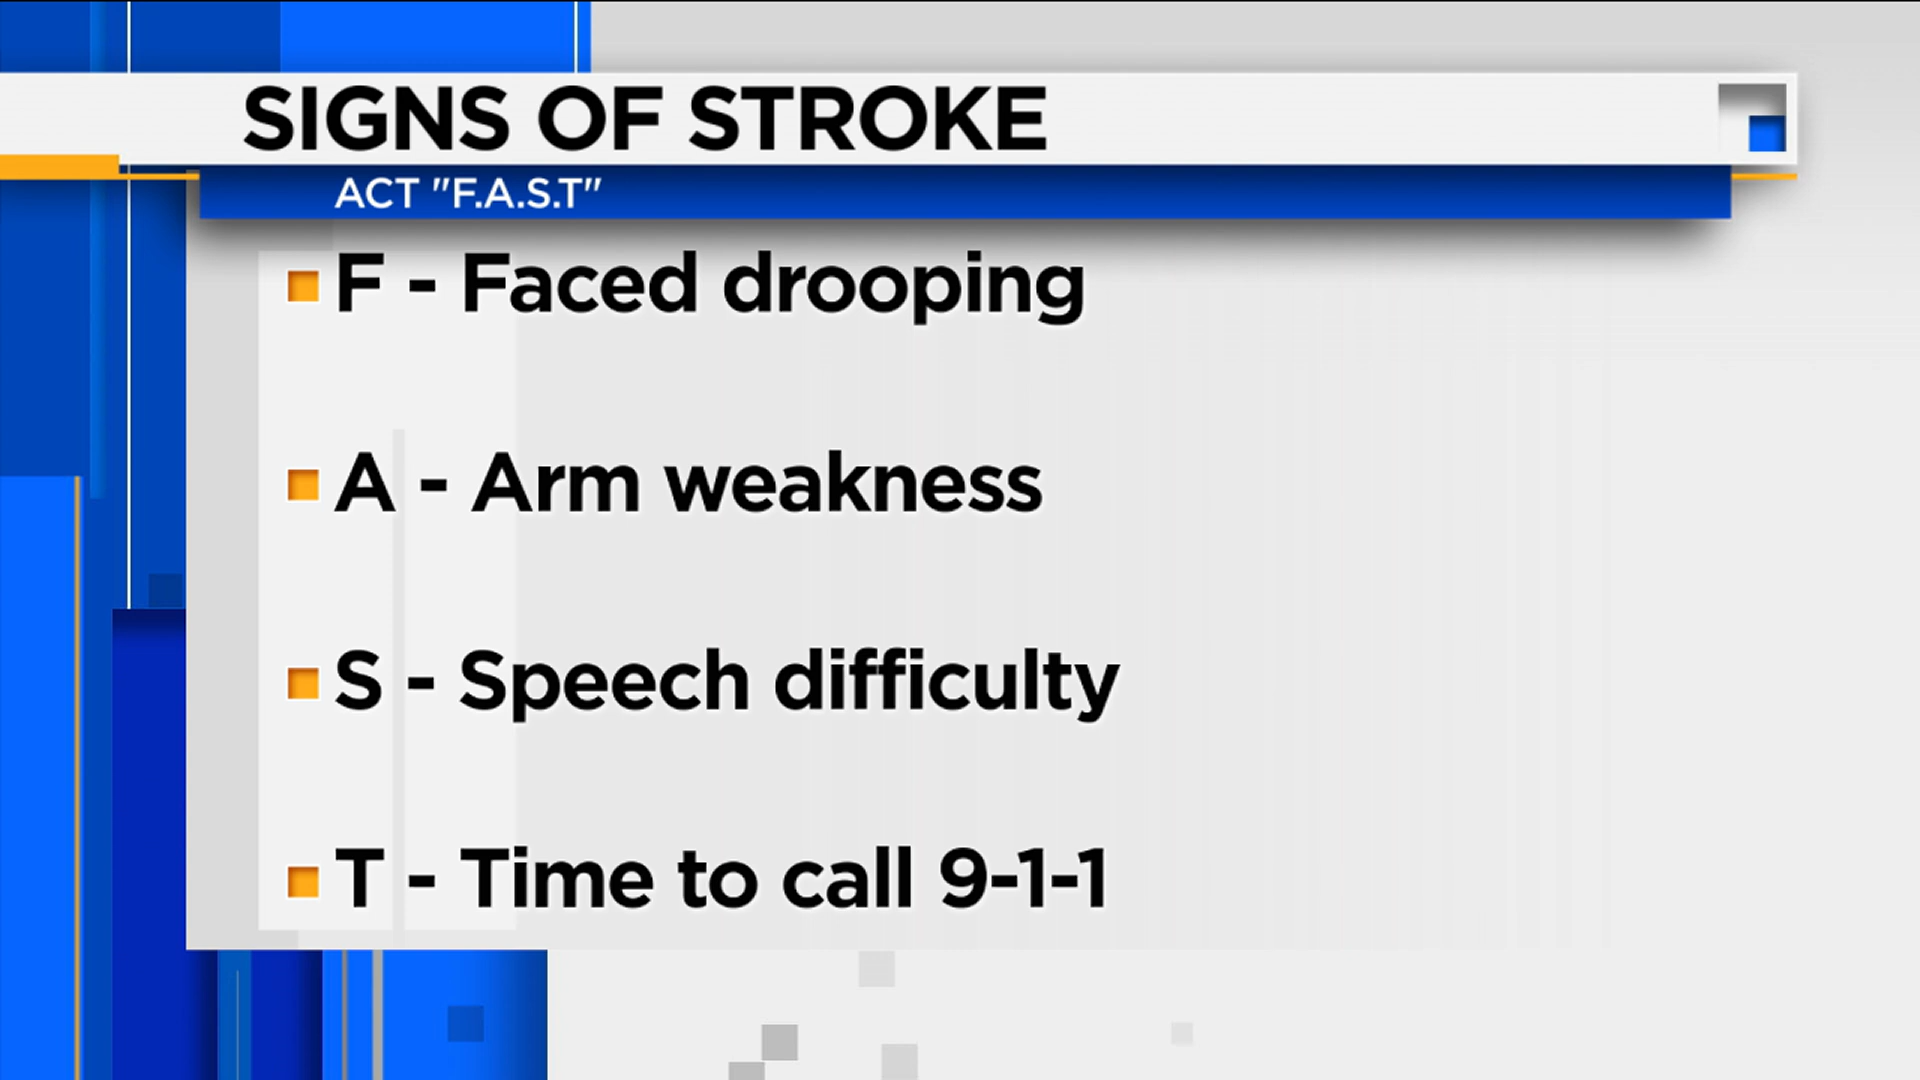 SIGNS OF STROKE
ACT "F.A.S.T"
F - Faced drooping
A - Arm weakness
S - Speech difficulty
T - Time to call 9-1-1